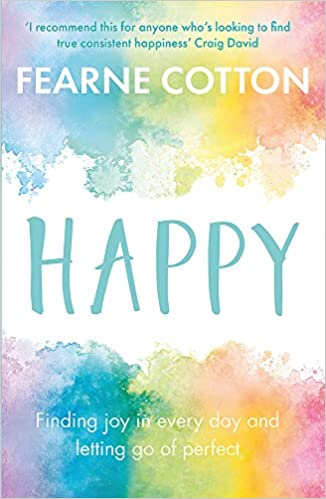 ‘I recommend this for anyone who’s looking to find
true consistent happiness’ Craig David
FEARNE COTTON
HAPPY
Finding joy in every day and
letting go of perfect